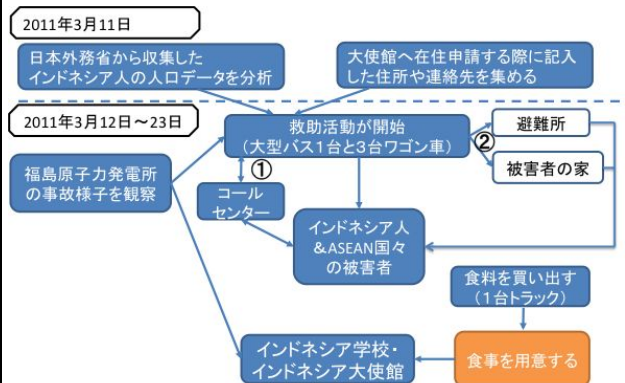 2011年3月11日
日本外務省から収集した
インドネシア人の人口データを分析
大使館へ在住申請する際に記入
した住所や連絡先を集める
2011年3月12日～23日
救助活動が開始
(大型バス1台と3台ワゴン車)
②
避難所
被害者の家
福島原子力発電所
の事故様子を観察
①
コール
センター
インドネシア人
&ASEAN国々
の被害者
食料を買い出す
(1台トラック)
インドネシア学校・
インドネシア大使館
食事を用意する